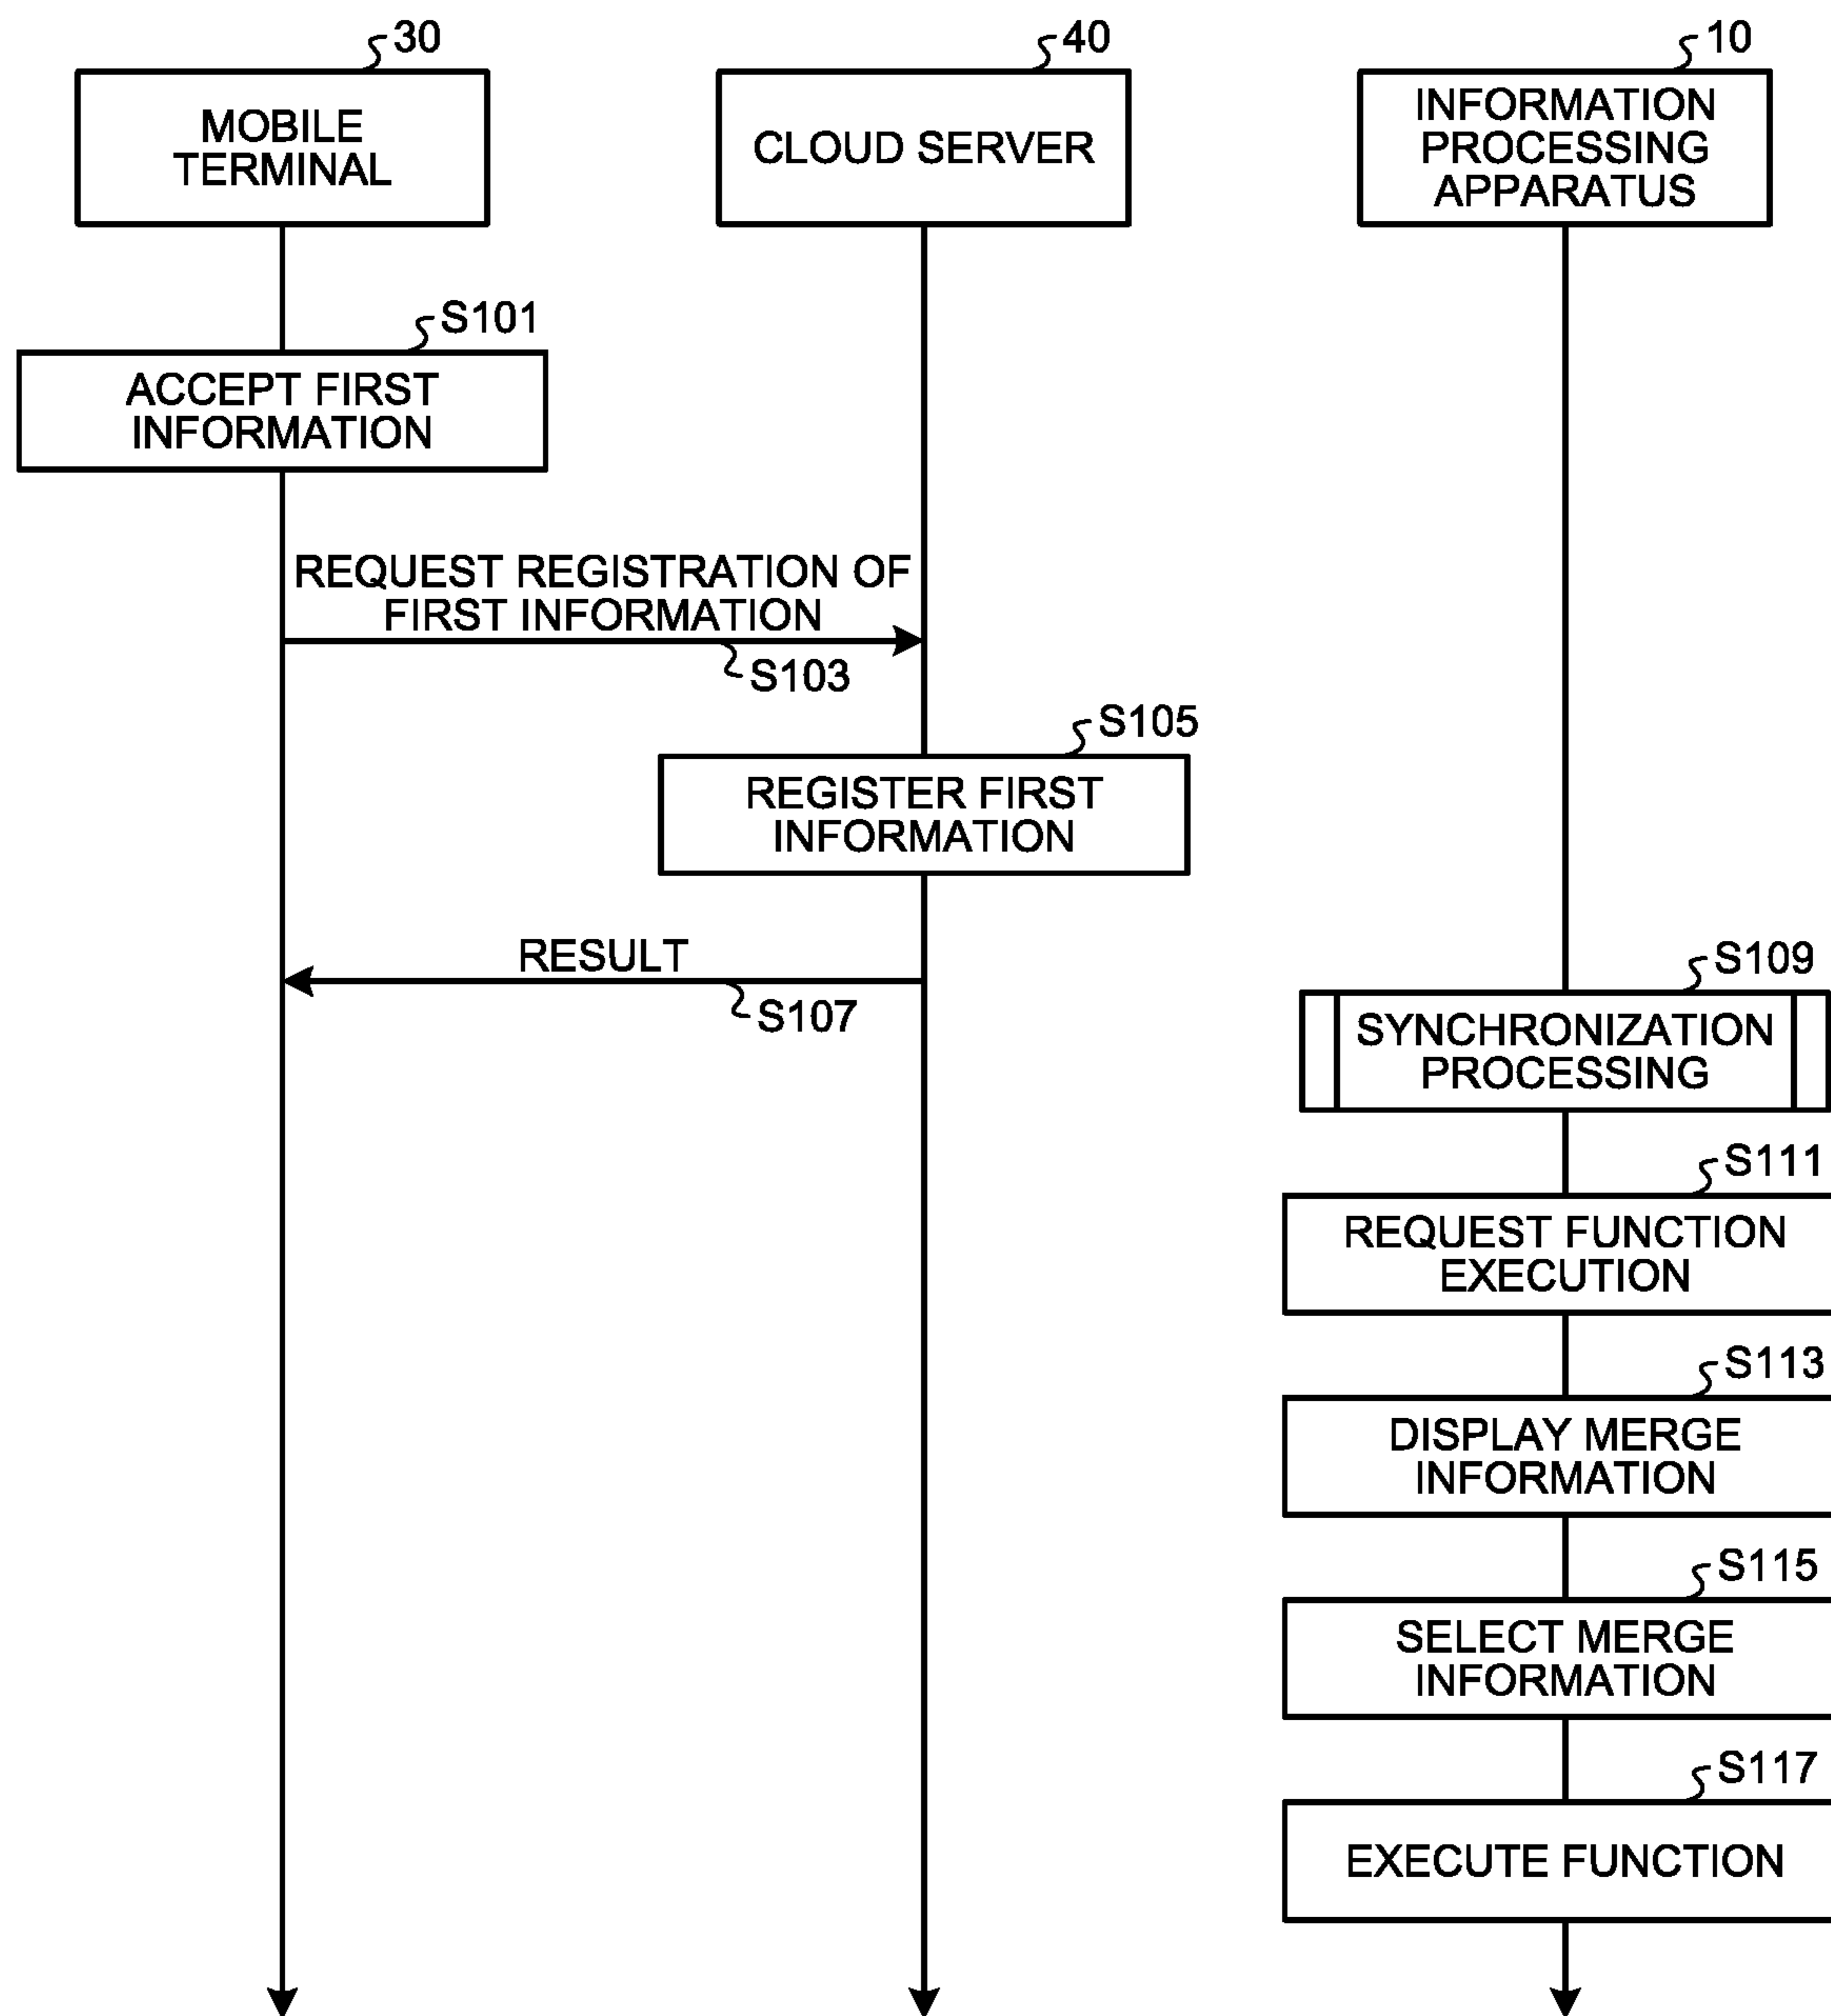 30
40
10
MOBILE
TERMINAL
CLOUD SERVER
INFORMATION
PROCESSING
APPARATUS
S101
ACCEPT FIRST
INFORMATION
REQUEST REGISTRATION OF
FIRST INFORMATION
S103
S105
REGISTER FIRST
INFORMATION
RESULT
S107
S109
SYNCHRONIZATION
PROCESSING
S111
REQUEST FUNCTION
EXECUTION
S113
DISPLAY MERGE
INFORMATION
S115
SELECT MERGE
INFORMATION
S117
EXECUTE FUNCTION